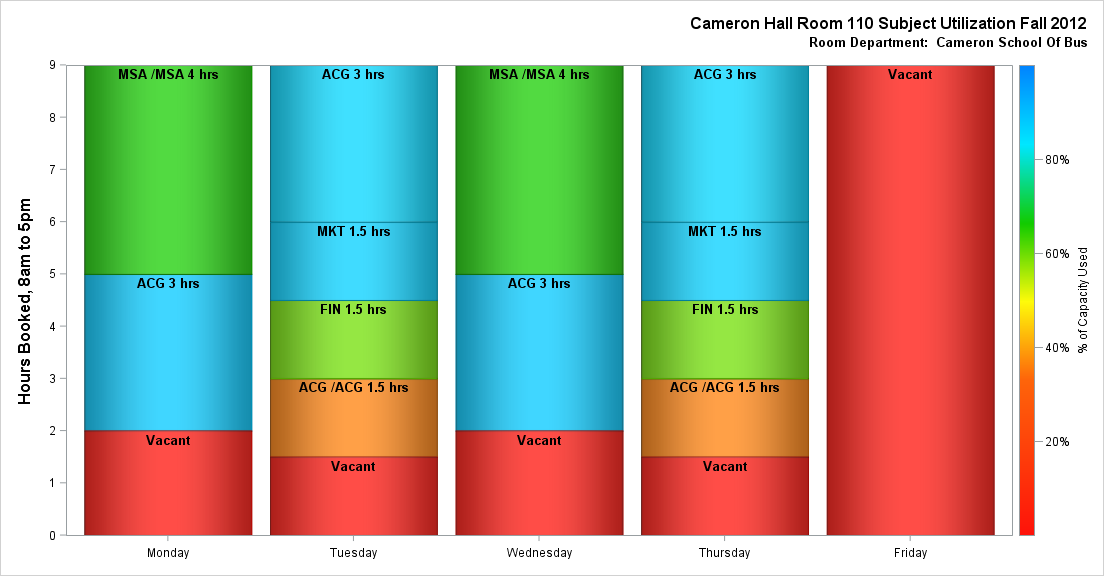 Cameron Hall Room 110 Subject Utilization Fall 2012
Room Department:  Cameron School Of Bus
Hours Booked, 8am to 5pm
9
8
7
6
5
4
3
2
1
0
MSA /MSA 4 hrs
ACG 3 hrs
Vacant
ACG 3 hrs
MKT 1.5 hrs
FIN 1.5 hrs
ACG /ACG 1.5 hrs
Vacant
MSA /MSA 4 hrs
ACG 3 hrs
Vacant
ACG 3 hrs
MKT 1.5 hrs
FIN 1.5 hrs
ACG /ACG 1.5 hrs
Vacant
Vacant
Monday
Tuesday
Wednesday
Thursday
Friday
80%
60%
40%
20%
% of Capacity Used